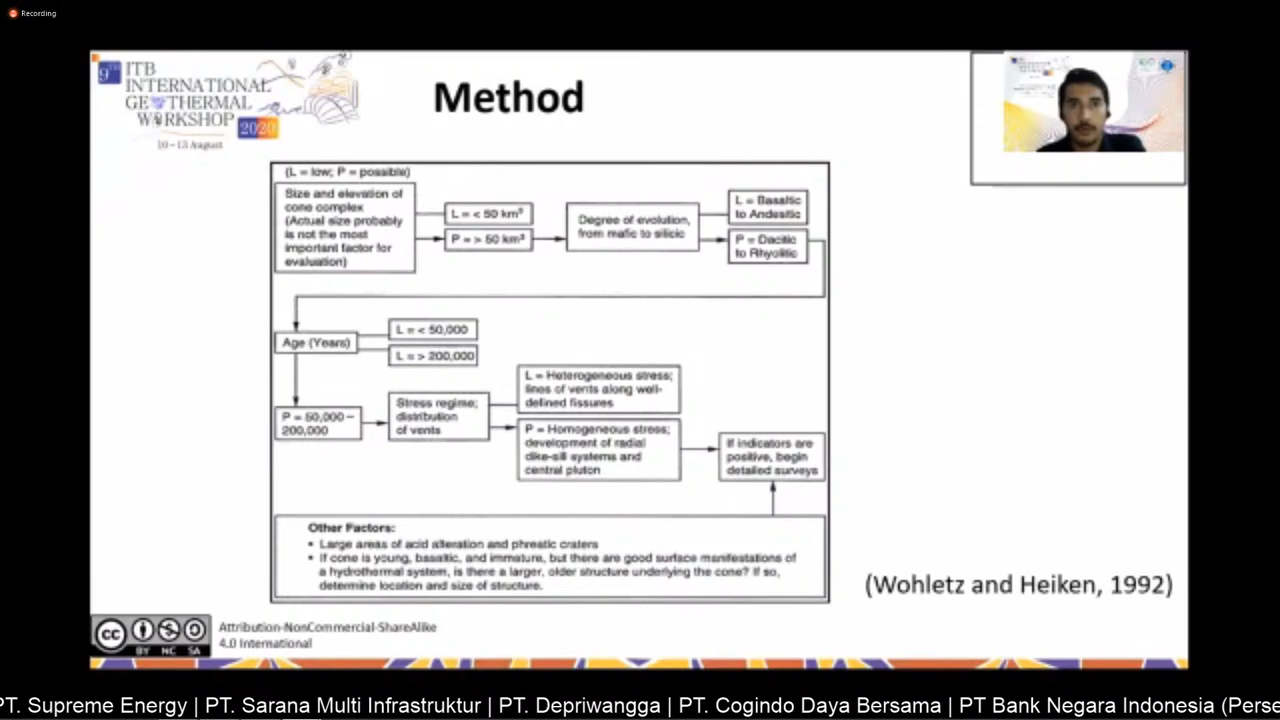 Recording
9TH ITB
INTERNATIONAL
GEOTHERMAL
WORKSHOP
2020
10 - 13 August
Method
(L = low; P = possible)
Size and elevation of
cone complex
(Actual size probably
is not the most
important factor for
evaluation)
L = < 50 km³
P = > 50 km³
Degree of evolution,
from mafic to silicic
L = Basaltic
to Andesitic
P = Dacitic
to Rhyolitic
Age (Years)
L = < 50,000
L = > 200,000
P = 50,000 –
200,000
Stress regime;
distribution
of vents
L = Heterogeneous stress;
lines of vents along well-
defined fissures
P = Homogeneous stress;
development of radial
dike-sill systems and
central pluton
If indicators are
positive, begin
detailed surveys
Other Factors:
• Large areas of acid alteration and phreatic craters
• If cone is young, basaltic, and immature, but there are good surface manifestations of
a hydrothermal system, is there a larger, older structure underlying the cone? If so,
determine location and size of structure.
(Wohletz and Heiken, 1992)
cc
BY NC SA
Attribution-NonCommercial-ShareAlike
4.0 International
PT. Supreme Energy | PT. Sarana Multi Infrastruktur | PT. Depriwangga | PT. Cogindo Daya Bersama | PT Bank Negara Indonesia (Perse